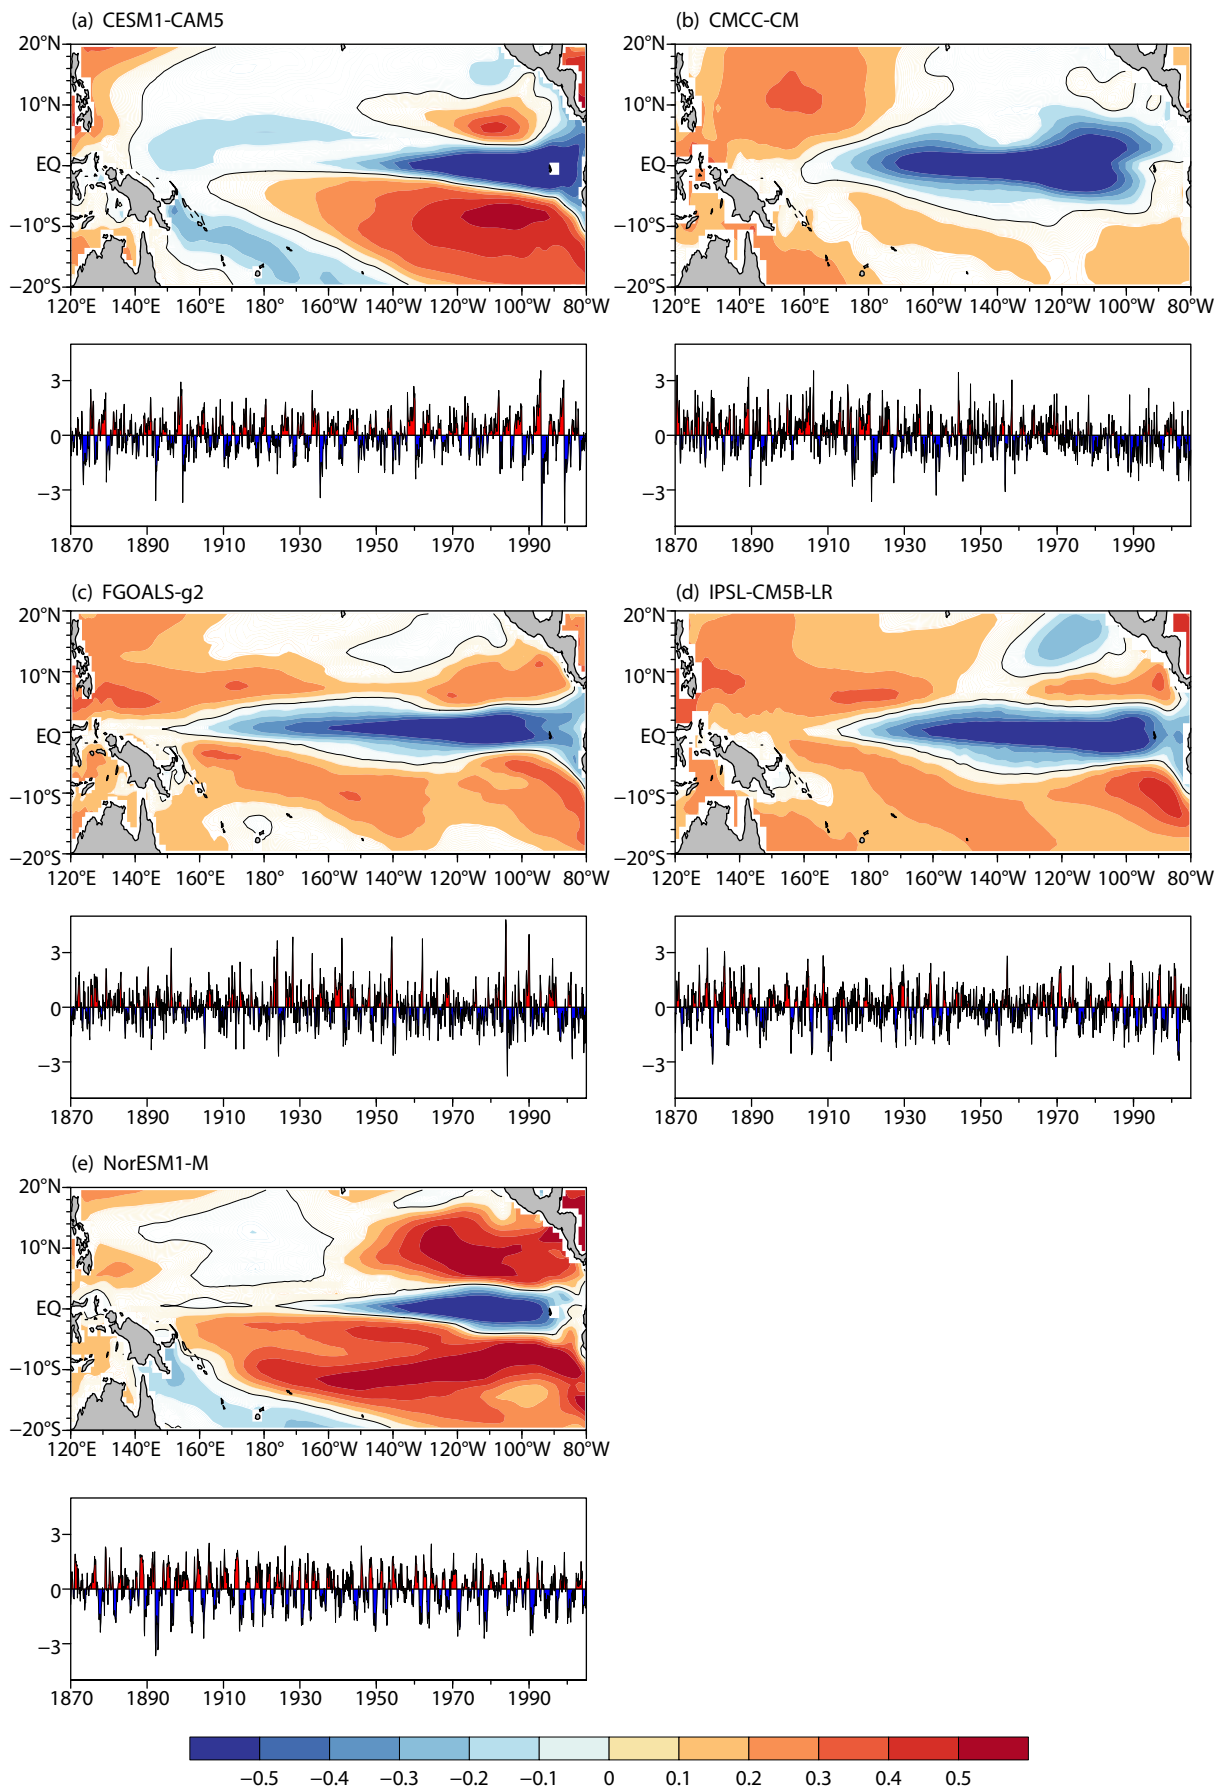 (a) CESM1-CAM5
(b) CMCC-CM
20°N
10°N
EQ
−10°S
−20°S
120°E 140°E 160°E 180° 160°W 140°W 120°W 100°W 80°W
20°N
10°N
EQ
−10°S
−20°S
120°E 140°E 160°E 180° 160°W 140°W 120°W 100°W 80°W
3
0
−3
1870 1890 1910 1930 1950 1970 1990
3
0
−3
1870 1890 1910 1930 1950 1970 1990
(c) FGOALS-g2
(d) IPSL-CM5B-LR
20°N
10°N
EQ
−10°S
−20°S
120°E 140°E 160°E 180° 160°W 140°W 120°W 100°W 80°W
20°N
10°N
EQ
−10°S
−20°S
120°E 140°E 160°E 180° 160°W 140°W 120°W 100°W 80°W
3
0
−3
1870 1890 1910 1930 1950 1970 1990
3
0
−3
1870 1890 1910 1930 1950 1970 1990
(e) NorESM1-M
20°N
10°N
EQ
−10°S
−20°S
120°E 140°E 160°E 180° 160°W 140°W 120°W 100°W 80°W
3
0
−3
1870 1890 1910 1930 1950 1970 1990
−0.5 −0.4 −0.3 −0.2 −0.1 0 0.1 0.2 0.3 0.4 0.5